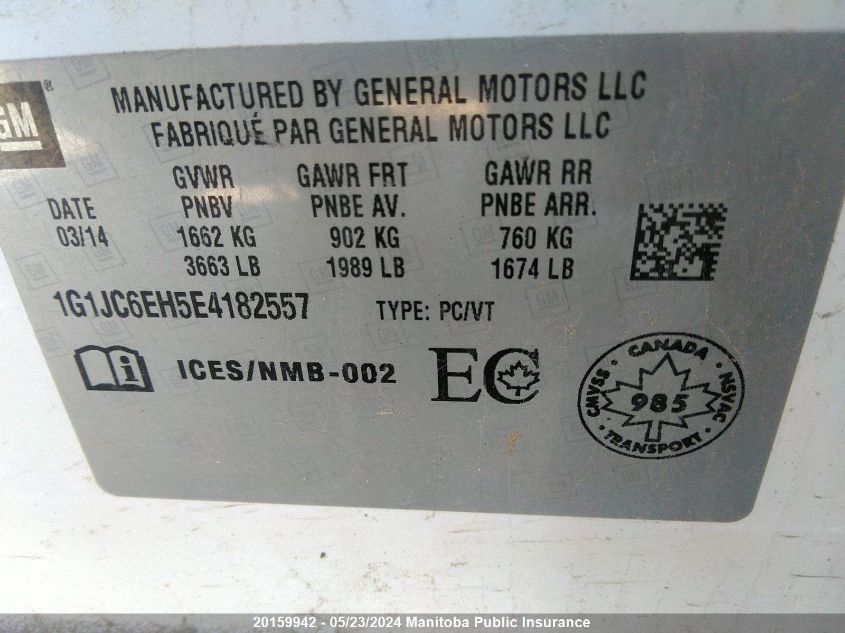 GM®
MANUFACTURED BY GENERAL MOTORS LLC
FABRIQUÉ PAR GENERAL MOTORS LLC
GVWR GAWR FRT GAWR RR
DATE PNBV PNBE AV. PNBE ARR.
03/14 1662 KG 902 KG 760 KG
3663 LB 1989 LB 1674 LB
1G1JC6EH5E4182557 TYPE: PC/VT
i ICES/NMB-002 EC
CANADA
CMVSS · 985 · NSVAC
· TRANSPORT ·
20159942 - 05/23/2024 Manitoba Public Insurance